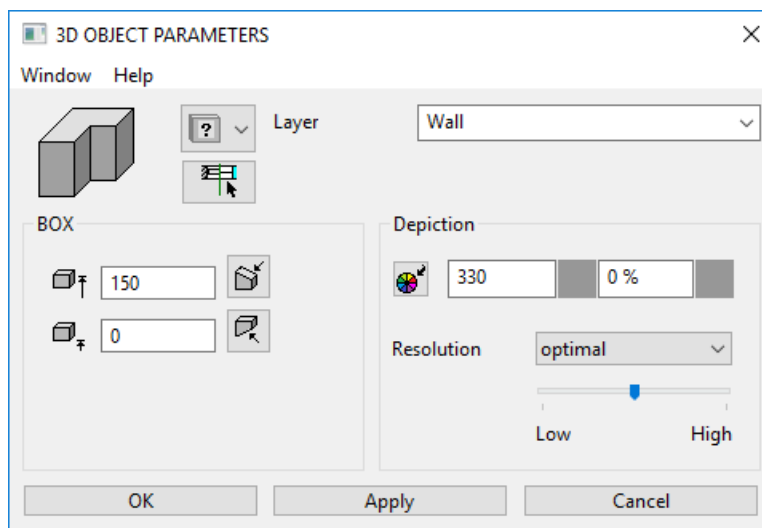 3D OBJECT PARAMETERS
Window Help
Layer Wall
BOX
Depiction
150
330 0 %
0
Resolution optimal
Low High
OK Apply Cancel